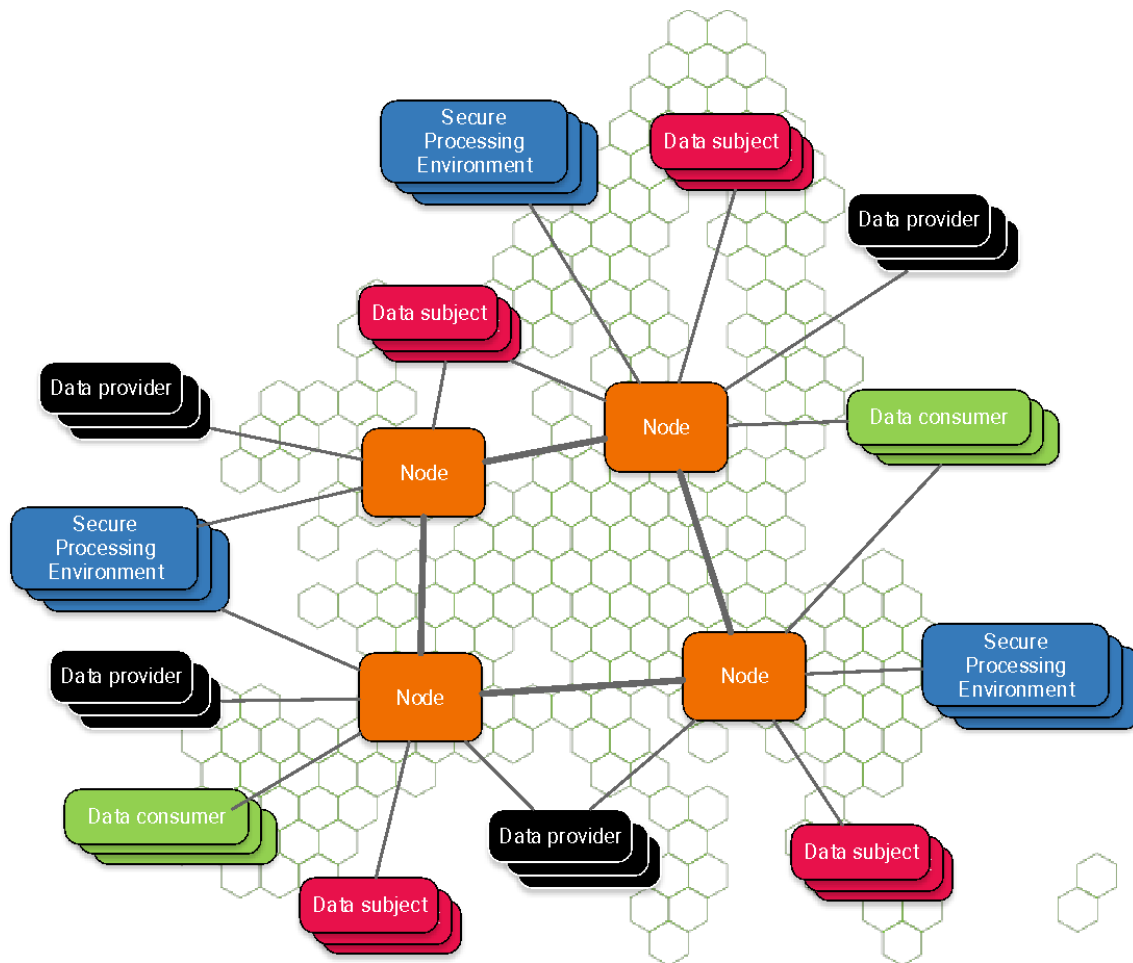 Secure
Processing
Environment
Data subject
Data provider
Data subject
Data provider
Data consumer
Node
Node
Secure
Processing
Environment
Data provider
Node
Node
Secure
Processing
Environment
Data consumer
Data provider
Data subject
Data subject